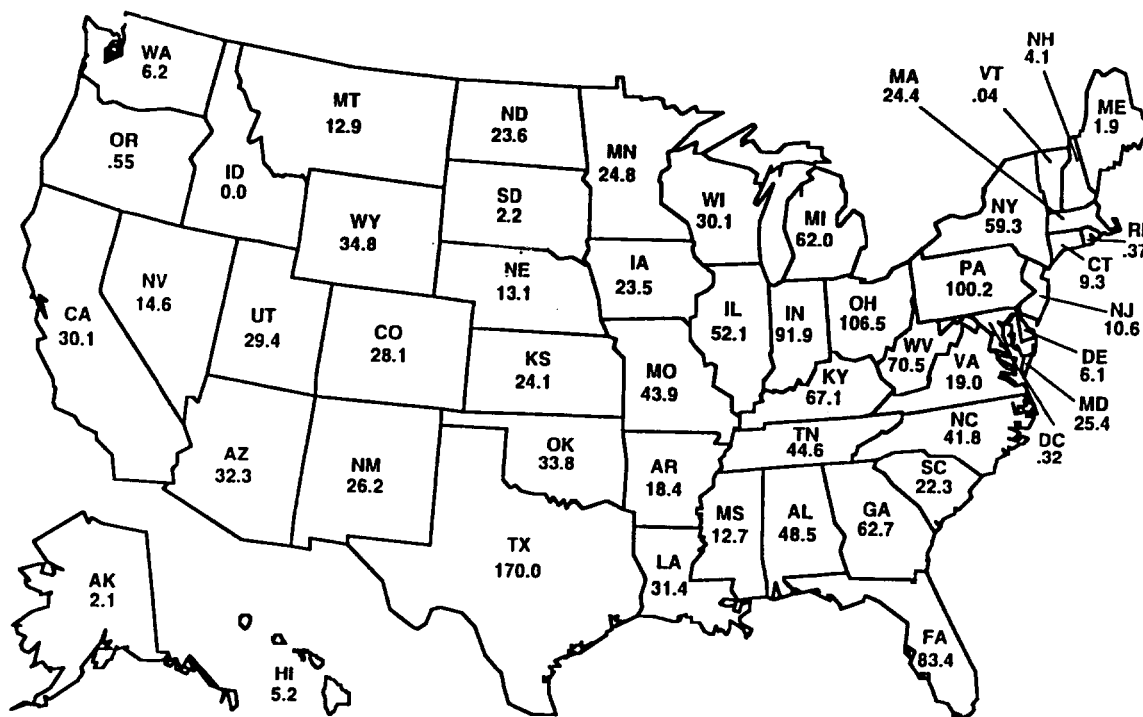 WA
6.2
MT
12.9
ND
23.6
MN
24.8
NH
4.1
MA
24.4
VT
.04
ME
1.9
OR
.55
ID
0.0
SD
2.2
WI
30.1
MI
62.0
NY
59.3
RI
.37
WY
34.8
CT
9.3
NV
14.6
NE
13.1
IA
23.5
PA
100.2
NJ
10.6
CA
30.1
UT
29.4
CO
28.1
IL
52.1
IN
91.9
OH
106.5
DE
6.1
KS
24.1
MO
43.9
KY
67.1
WV
70.5
VA
19.0
MD
25.4
DC
.32
AZ
32.3
NM
26.2
OK
33.8
AR
18.4
TN
44.6
NC
41.8
SC
22.3
MS
12.7
AL
48.5
GA
62.7
TX
170.0
LA
31.4
AK
2.1
HI
5.2
FA
83.4